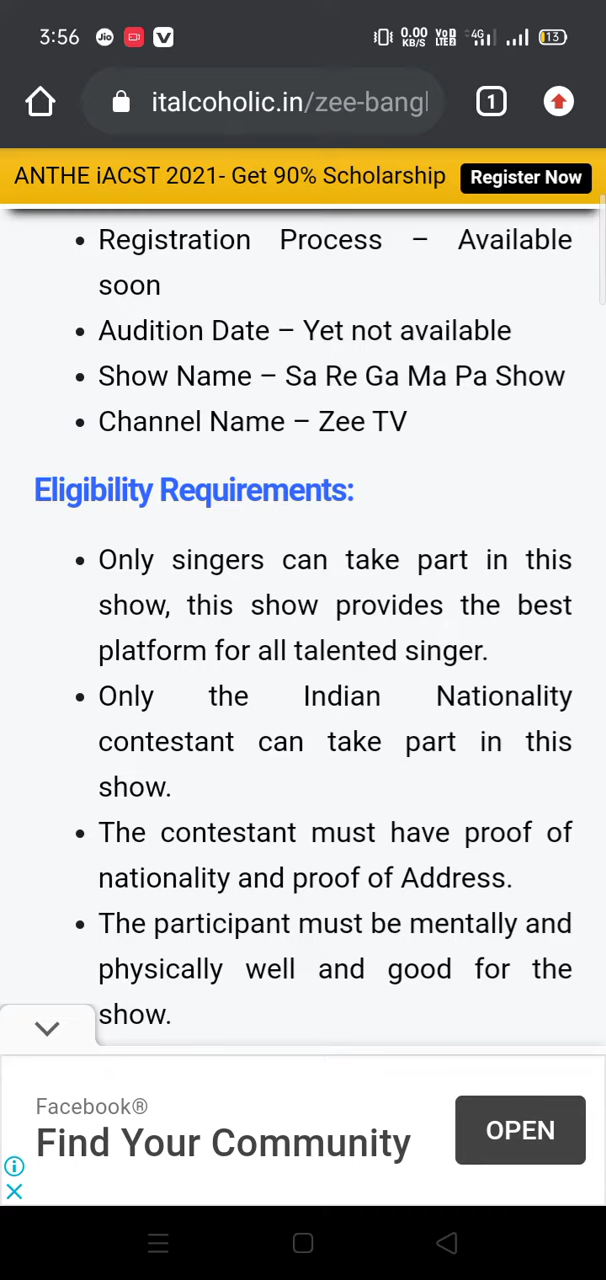 3:56 Jio 0.00 KB/S VoD LTE2 4G 13
italcoholic.in/zee-bangl 1
ANTHE iACST 2021- Get 90% Scholarship Register Now
• Registration Process – Available
soon
• Audition Date – Yet not available
• Show Name – Sa Re Ga Ma Pa Show
• Channel Name – Zee TV
Eligibility Requirements:
• Only singers can take part in this
show, this show provides the best
platform for all talented singer.
• Only the Indian Nationality
contestant can take part in this
show.
• The contestant must have proof of
nationality and proof of Address.
• The participant must be mentally and
physically well and good for the
show.
Facebook®
Find Your Community OPEN